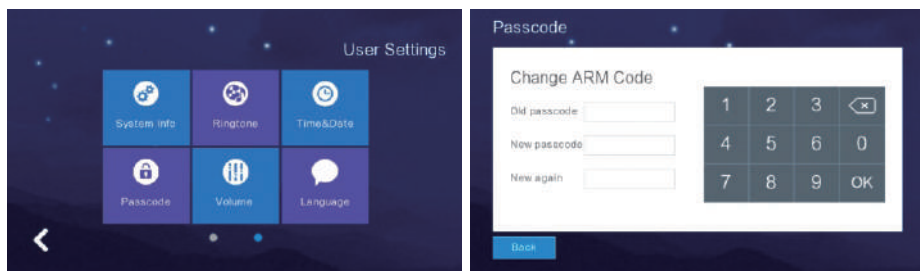 User Settings
System Info
Ringtone
Time&Date
Passcode
Volume
Language
Passcode
Change ARM Code
Old passcode
New passcode
New again
1 2 3
4 5 6 0
7 8 9 OK
Back